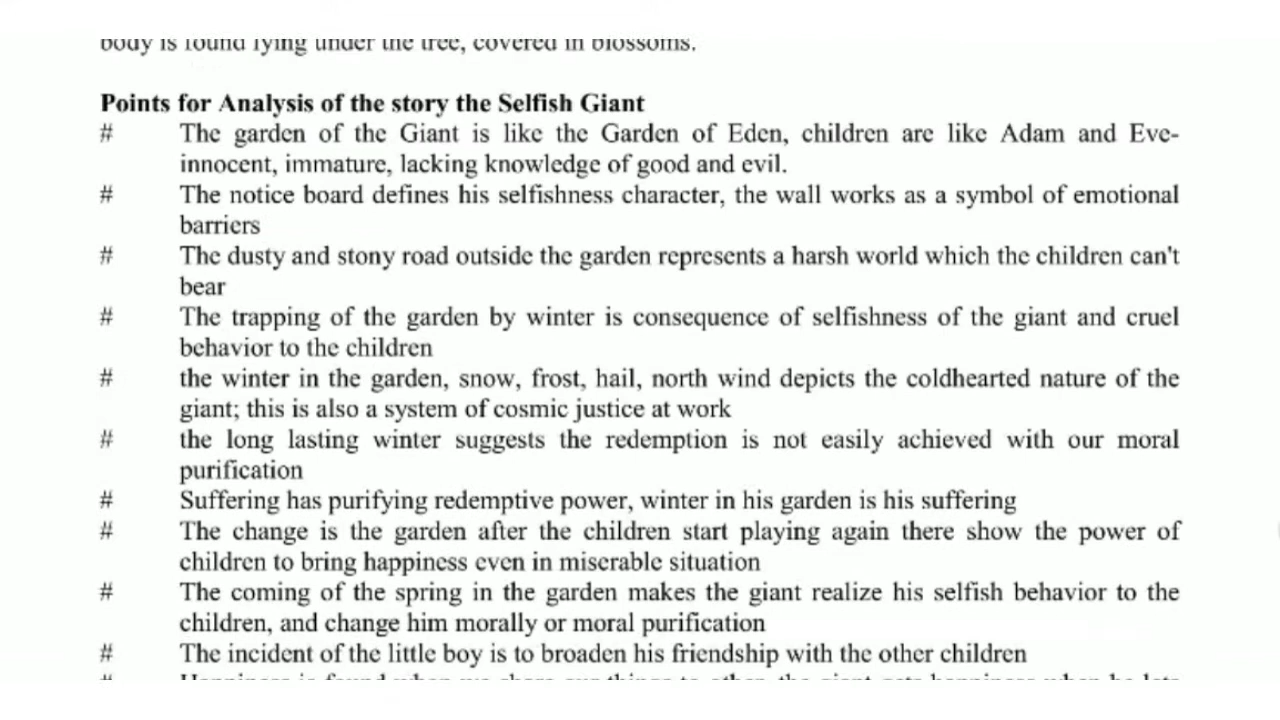 body is found lying under the tree, covered in blossoms.
Points for Analysis of the story the Selfish Giant
# The garden of the Giant is like the Garden of Eden, children are like Adam and Eve-
innocent, immature, lacking knowledge of good and evil.
# The notice board defines his selfishness character, the wall works as a symbol of emotional
barriers
# The dusty and stony road outside the garden represents a harsh world which the children can't
bear
# The trapping of the garden by winter is consequence of selfishness of the giant and cruel
behavior to the children
# the winter in the garden, snow, frost, hail, north wind depicts the coldhearted nature of the
giant; this is also a system of cosmic justice at work
# the long lasting winter suggests the redemption is not easily achieved with our moral
purification
# Suffering has purifying redemptive power, winter in his garden is his suffering
# The change is the garden after the children start playing again there show the power of
children to bring happiness even in miserable situation
# The coming of the spring in the garden makes the giant realize his selfish behavior to the
children, and change him morally or moral purification
# The incident of the little boy is to broaden his friendship with the other children